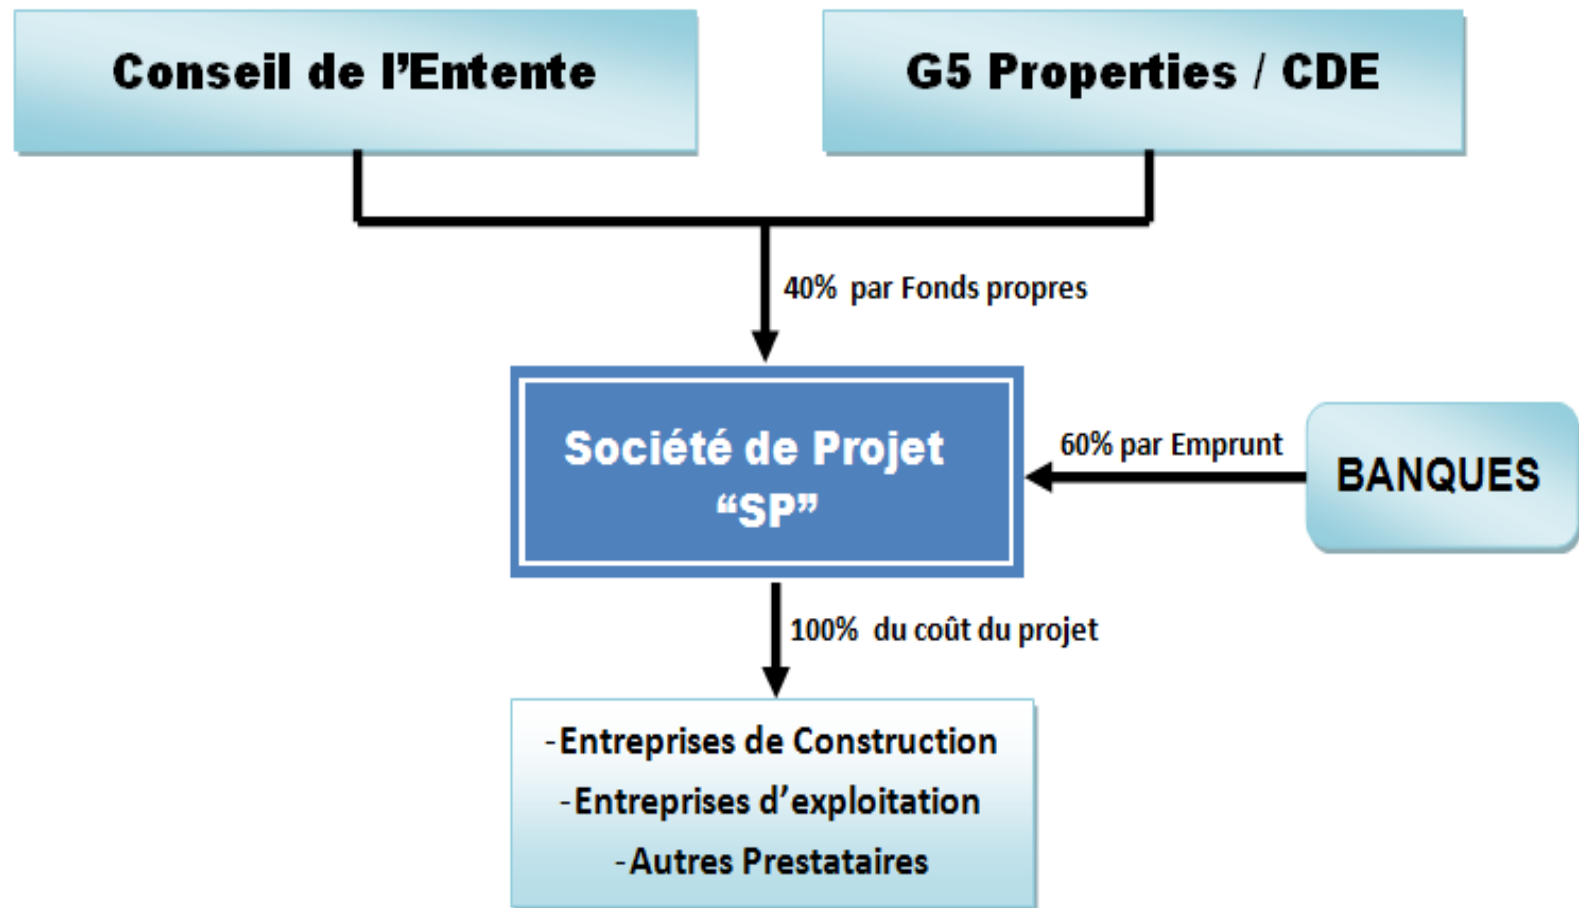 Conseil de l’Entente
G5 Properties / CDE
40% par Fonds propres
Société de Projet
“SP”
60% par Emprunt
BANQUES
100% du coût du projet
-Entreprises de Construction
-Entreprises d’exploitation
-Autres Prestataires